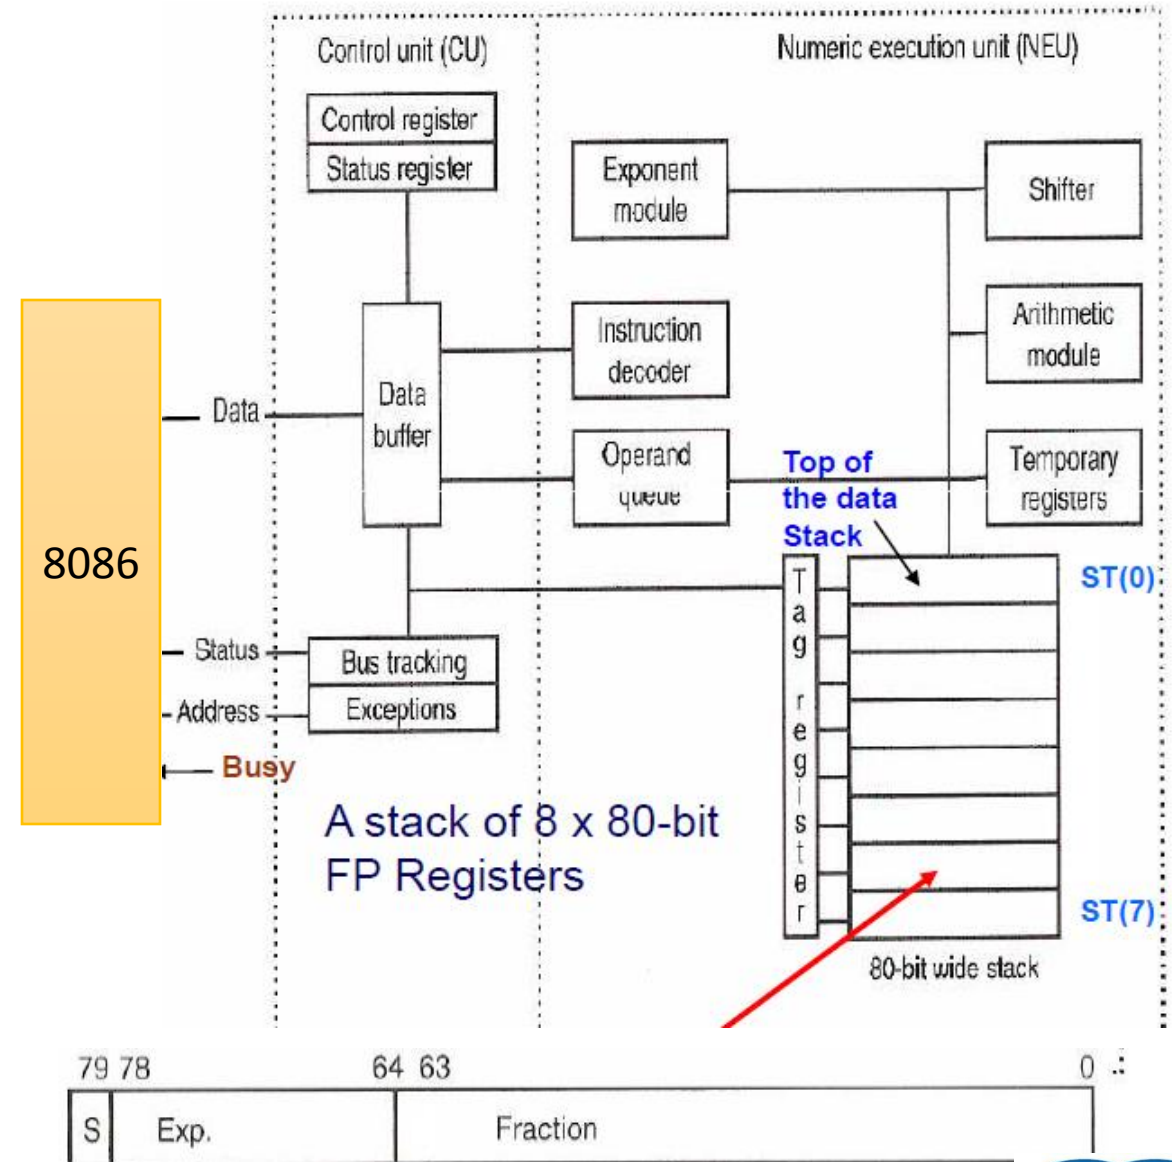 Control unit (CU)
Numeric execution unit (NEU)
Control register
Status register
Exponent
module
Shifter
Instruction
decoder
Arithmetic
module
Data
Data
buffer
Operand
queue
Top of
the data
Stack
Temporary
registers
8086
Tag register
ST(0)
Status
Bus tracking
Address
Exceptions
Busy
A stack of 8 x 80-bit
FP Registers
ST(7)
80-bit wide stack
79 78 64 63 0
S Exp. Fraction